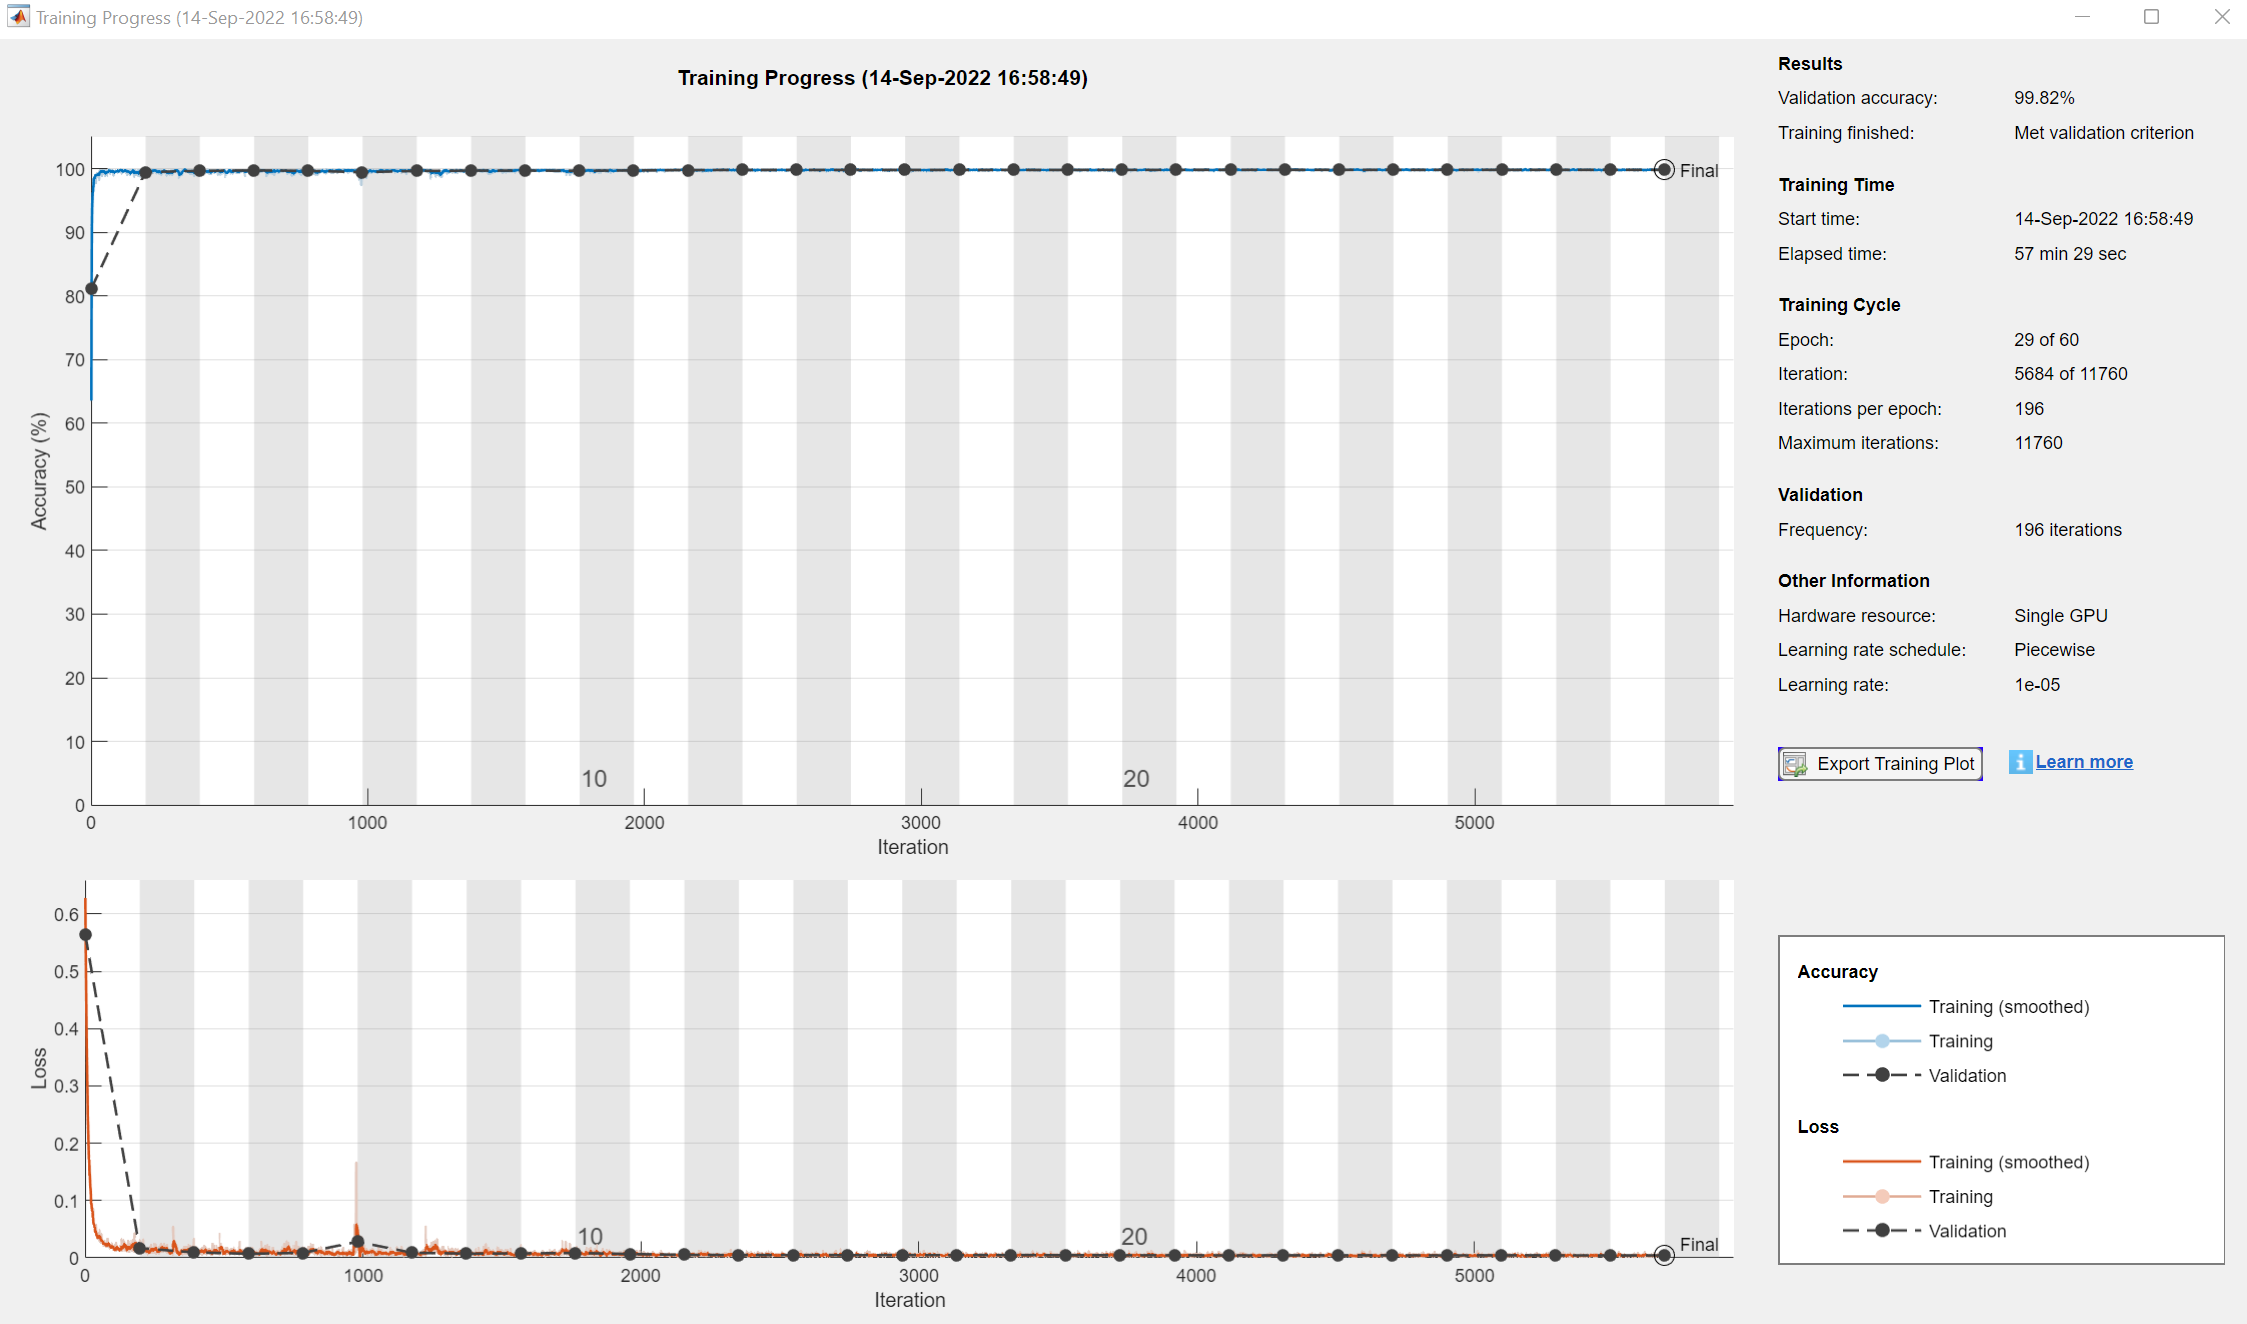 Training Progress (14-Sep-2022 16:58:49)
Training Progress (14-Sep-2022 16:58:49)
100
90
80
70
60
50
40
30
20
10
0
Accuracy (%)
Final
10
20
0
1000
2000
3000
4000
5000
Iteration
0.6
0.5
0.4
0.3
0.2
0.1
0
Loss
10
20
Final
0
1000
2000
3000
4000
5000
Iteration
Results
Validation accuracy: 99.82%
Training finished: Met validation criterion
Training Time
Start time: 14-Sep-2022 16:58:49
Elapsed time: 57 min 29 sec
Training Cycle
Epoch: 29 of 60
Iteration: 5684 of 11760
Iterations per epoch: 196
Maximum iterations: 11760
Validation
Frequency: 196 iterations
Other Information
Hardware resource: Single GPU
Learning rate schedule: Piecewise
Learning rate: 1e-05
Export Training Plot
Learn more
Accuracy
Training (smoothed)
Training
Validation
Loss
Training (smoothed)
Training
Validation